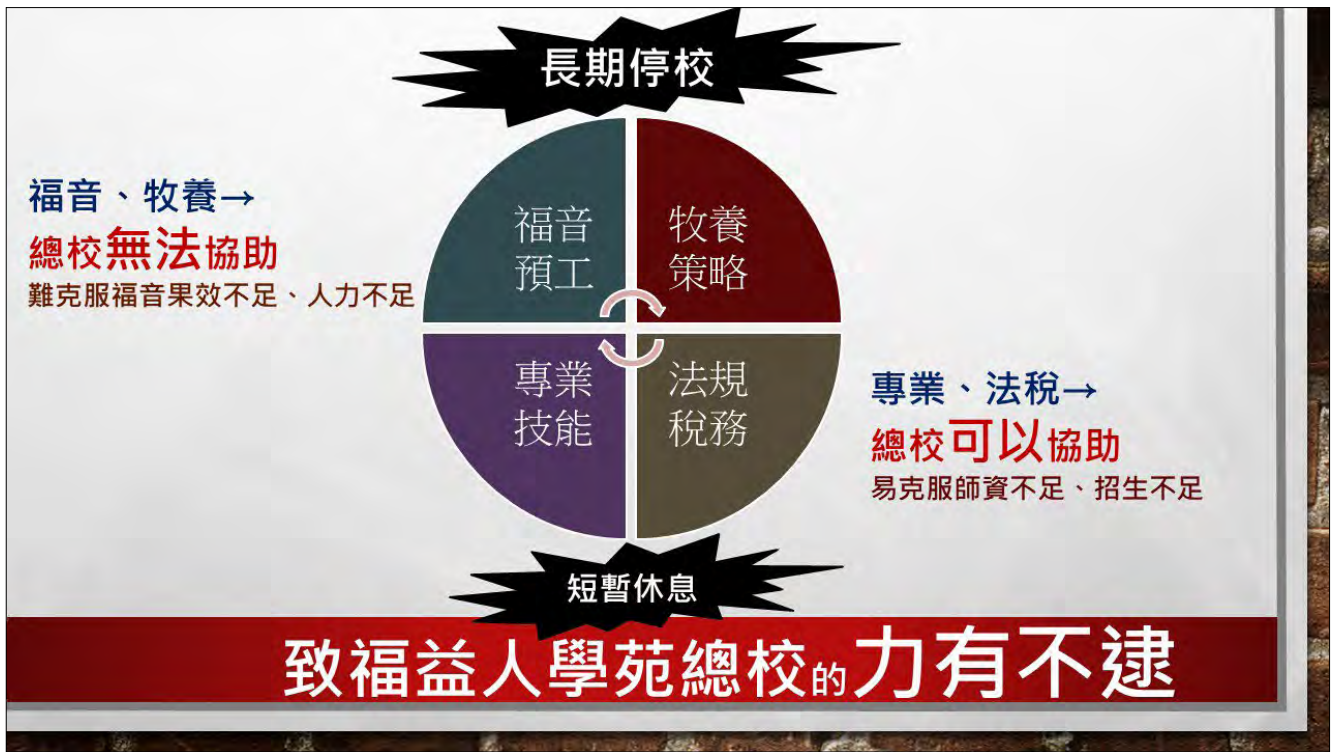 長期停校
福音、牧養→
總校無法協助
難克服福音果效不足、人力不足
福音
預工
牧養
策略
專業
技能
法規
稅務
專業、法稅→
總校可以協助
易克服師資不足、招生不足
短暫休息
致福益人學苑總校的力有不逮